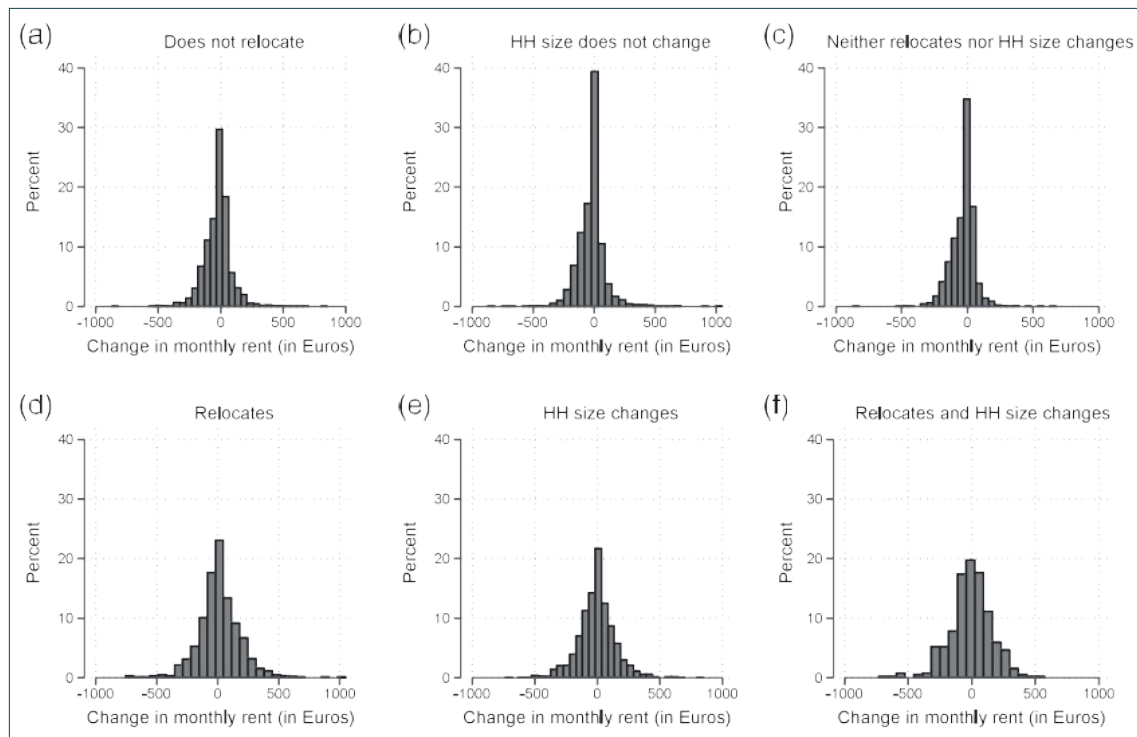 (a) Does not relocate
40
30
20
10
0
Percent
-1000 -500 0 500 1000
Change in monthly rent (in Euros)
(b) HH size does not change
40
30
20
10
0
Percent
-1000 -500 0 500 1000
Change in monthly rent (in Euros)
(c) Neither relocates nor HH size changes
40
30
20
10
0
Percent
-1000 -500 0 500 1000
Change in monthly rent (in Euros)
(d) Relocates
40
30
20
10
0
Percent
-1000 -500 0 500 1000
Change in monthly rent (in Euros)
(e) HH size changes
40
30
20
10
0
Percent
-1000 -500 0 500 1000
Change in monthly rent (in Euros)
(f) Relocates and HH size changes
40
30
20
10
0
Percent
-1000 -500 0 500 1000
Change in monthly rent (in Euros)